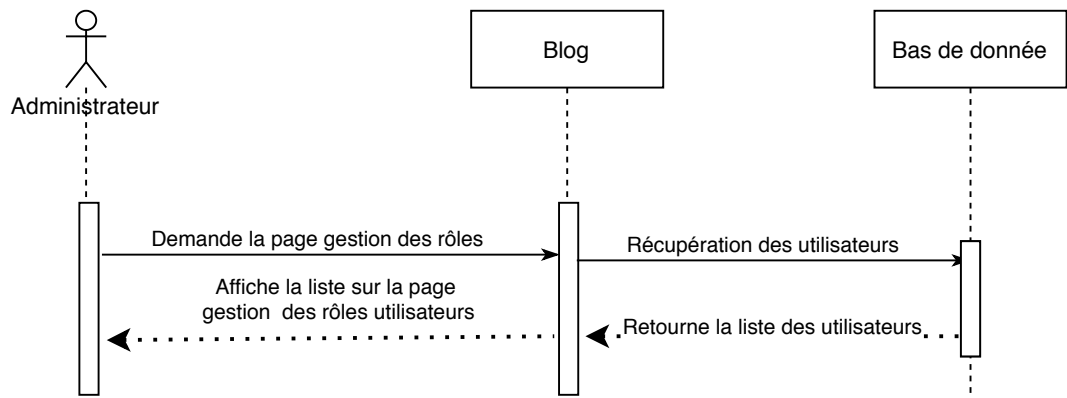 Administrateur
Blog
Bas de donnée
Demande la page gestion des rôles
Récupération des utilisateurs
Affiche la liste sur la page
gestion  des rôles utilisateurs
Retourne la liste des utilisateurs